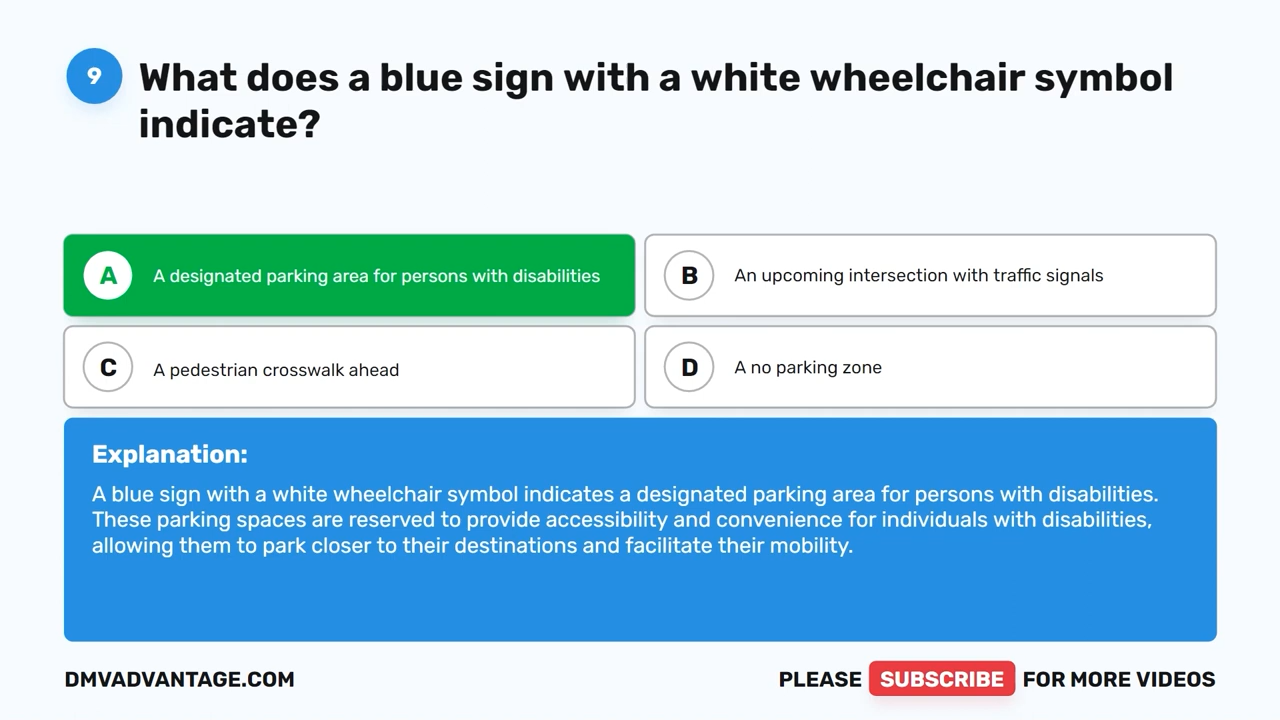 9
What does a blue sign with a white wheelchair symbol
indicate?
A
A designated parking area for persons with disabilities
B
An upcoming intersection with traffic signals
C
A pedestrian crosswalk ahead
D
A no parking zone
Explanation:
A blue sign with a white wheelchair symbol indicates a designated parking area for persons with disabilities.
These parking spaces are reserved to provide accessibility and convenience for individuals with disabilities,
allowing them to park closer to their destinations and facilitate their mobility.
DMVADVANTAGE.COM
PLEASE SUBSCRIBE FOR MORE VIDEOS